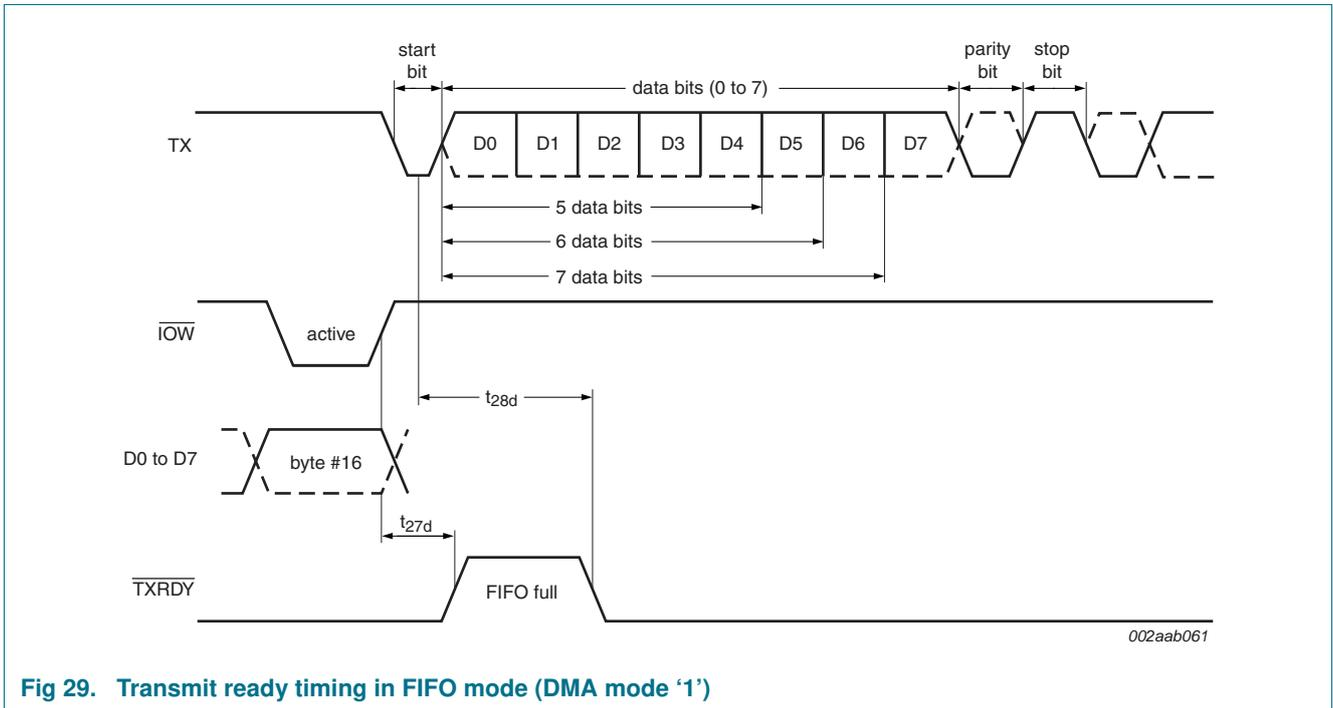 start
bit
data bits (0 to 7)
parity
bit
stop
bit
TX
D0
D1
D2
D3
D4
D5
D6
D7
5 data bits
6 data bits
7 data bits
IOW
active
t28d
D0 to D7
byte #16
t27d
TXRDY
FIFO full
002aab061
Fig 29. Transmit ready timing in FIFO mode (DMA mode ‘1’)